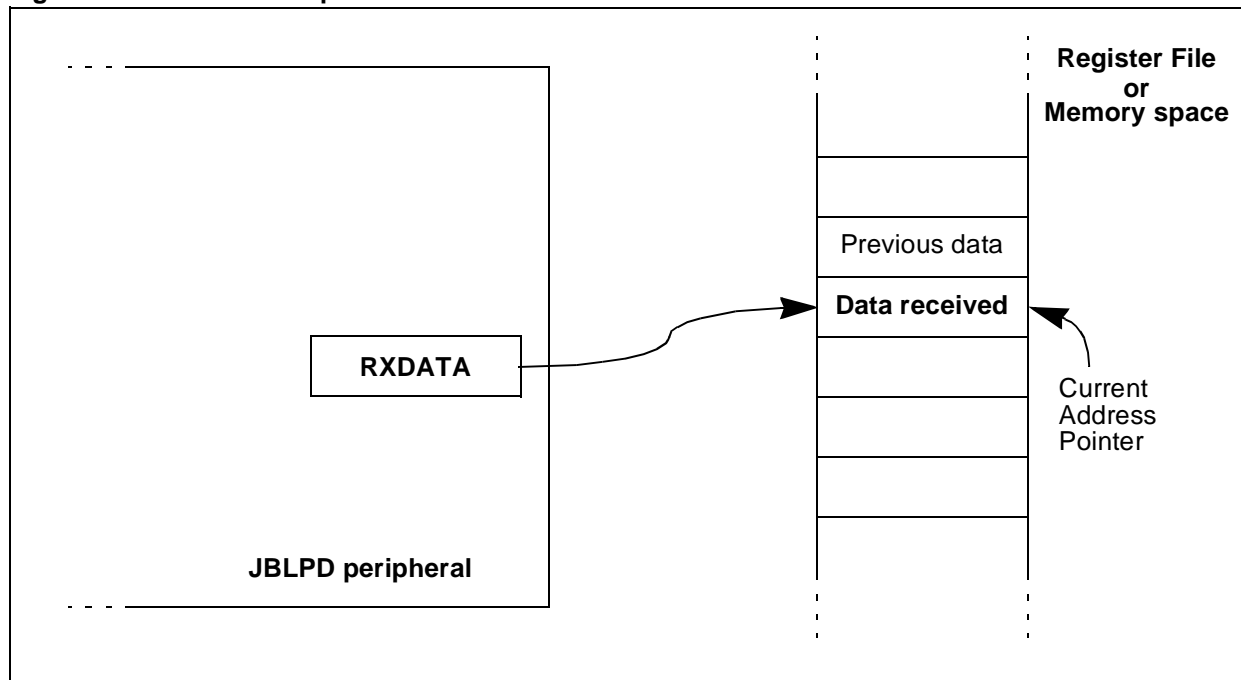 Register File
or
Memory space
Previous data
Data received
RXDATA
Current
Address
Pointer
JBLPD peripheral